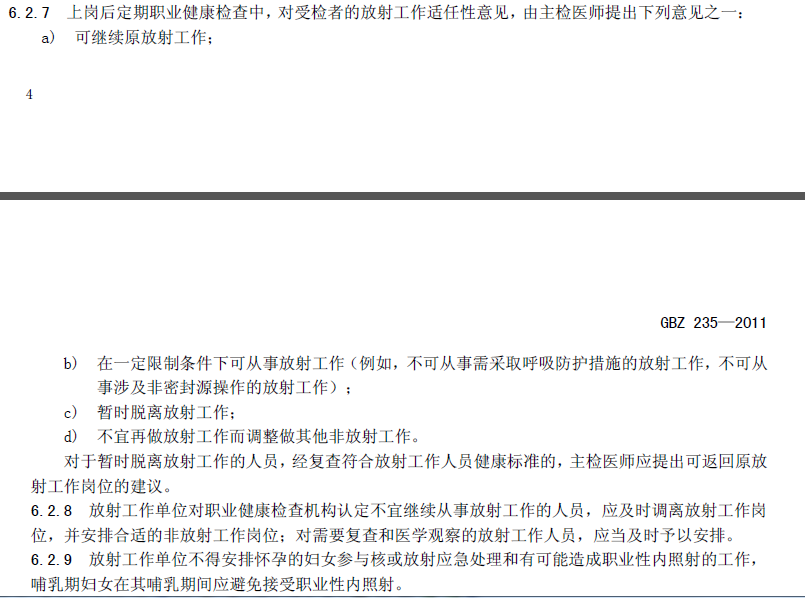 6.2.7 上岗后定期职业健康检查中，对受检者的放射工作适任性意见，由主检医师提出下列意见之一：
a) 可继续原放射工作；
4
GBZ 235—2011
b) 在一定限制条件下可从事放射工作（例如，不可从事需采取呼吸防护措施的放射工作，不可从
事涉及非密封源操作的放射工作）；
c) 暂时脱离放射工作；
d) 不宜再做放射工作而调整做其他非放射工作。
对于暂时脱离放射工作的人员，经复查符合放射工作人员健康标准的，主检医师应提出可返回原放
射工作岗位的建议。
6.2.8 放射工作单位对职业健康检查机构认定不宜继续从事放射工作的人员，应及时调离放射工作岗
位，并安排合适的非放射工作岗位；对需要复查和医学观察的放射工作人员，应当及时予以安排。
6.2.9 放射工作单位不得安排怀孕的妇女参与核或放射应急处理和有可能造成职业性内照射的工作，
哺乳期妇女在其哺乳期间应避免接受职业性内照射。